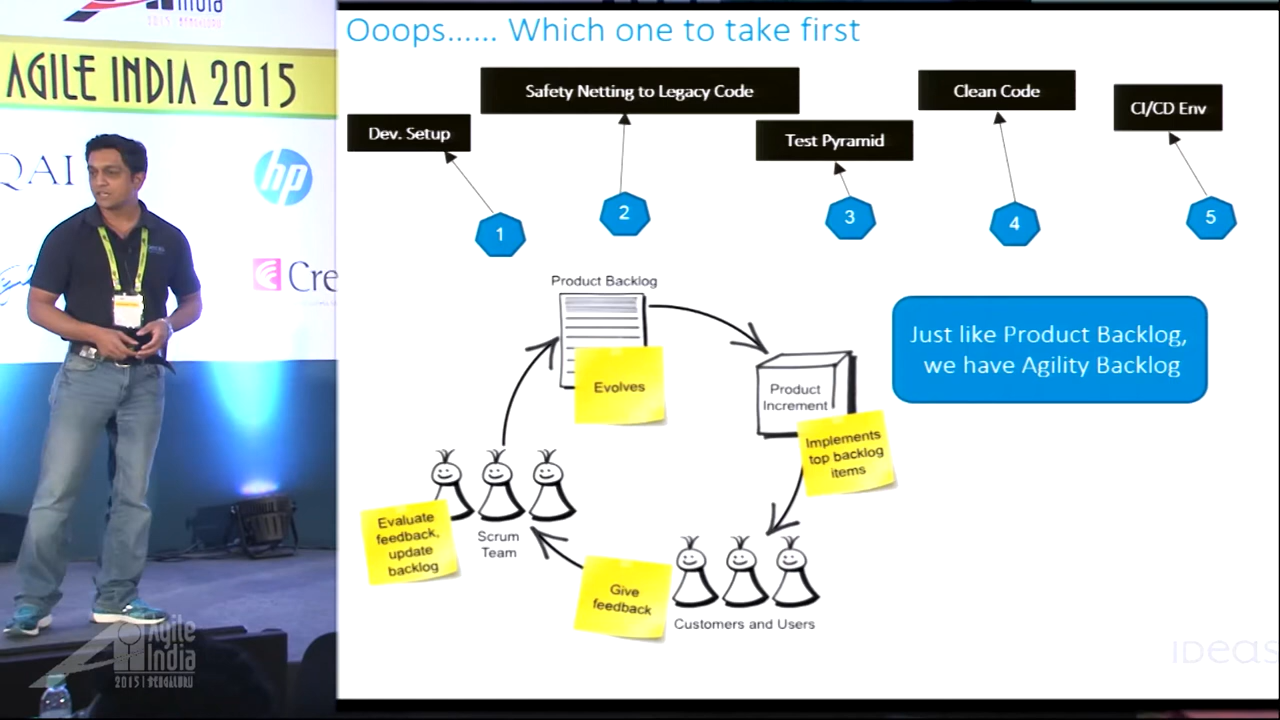 India
2015 BENGALURU
AGILE INDIA 2015
QAI
hp
Cre
Agile
India
2015 | BENGALURU
Ooops...... Which one to take first
Dev. Setup
Safety Netting to Legacy Code
Test Pyramid
Clean Code
CI/CD Env
1
2
3
4
5
Product Backlog
Evolves
Product
Increment
Implements
top backlog
items
Just like Product Backlog,
we have Agility Backlog
Evaluate
feedback,
update
backlog
Scrum
Team
Give
feedback
Customers and Users
IDeaS